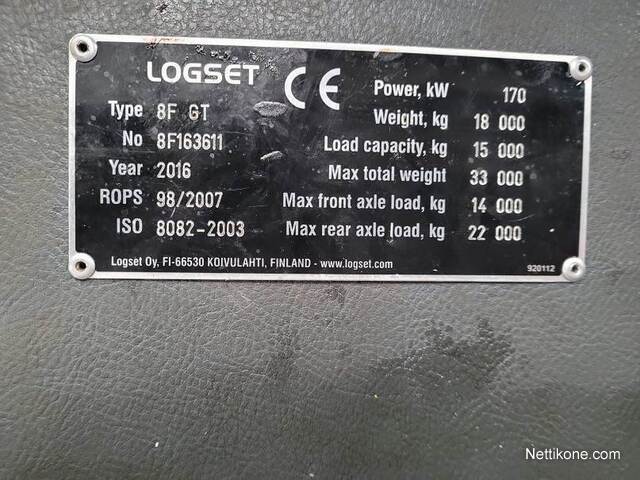 LOGSET CE
Type 8F GT
No 8F163611
Year 2016
ROPS 98/2007
ISO 8082-2003
Power, kW 170
Weight, kg 18 000
Load capacity, kg 15 000
Max total weight 33 000
Max front axle load, kg 14 000
Max rear axle load, kg 22 000
Logset Oy, FI-66530 KOIVULAHTI, FINLAND - www.logset.com
920112
Nettikone.com